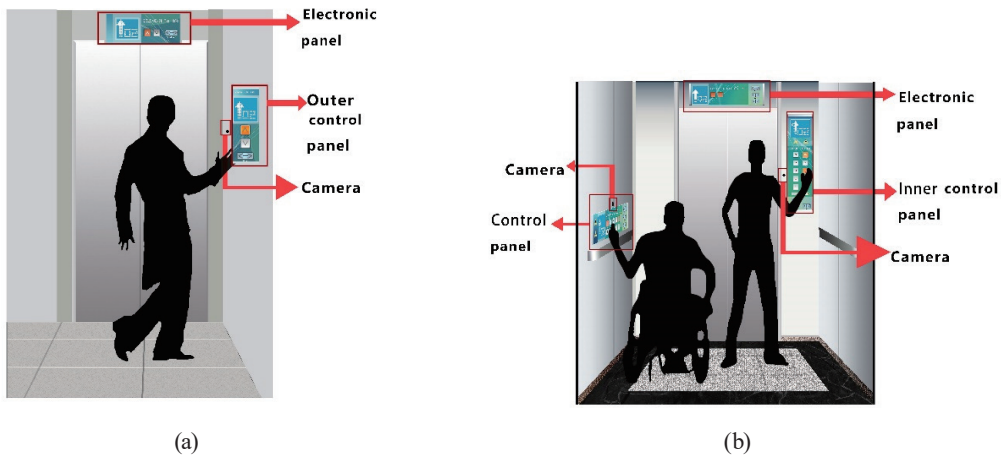 Electronic
panel
Outer
control
panel
Camera
(a)
Electronic
panel
Camera
Control
panel
Inner control
panel
Camera
(b)